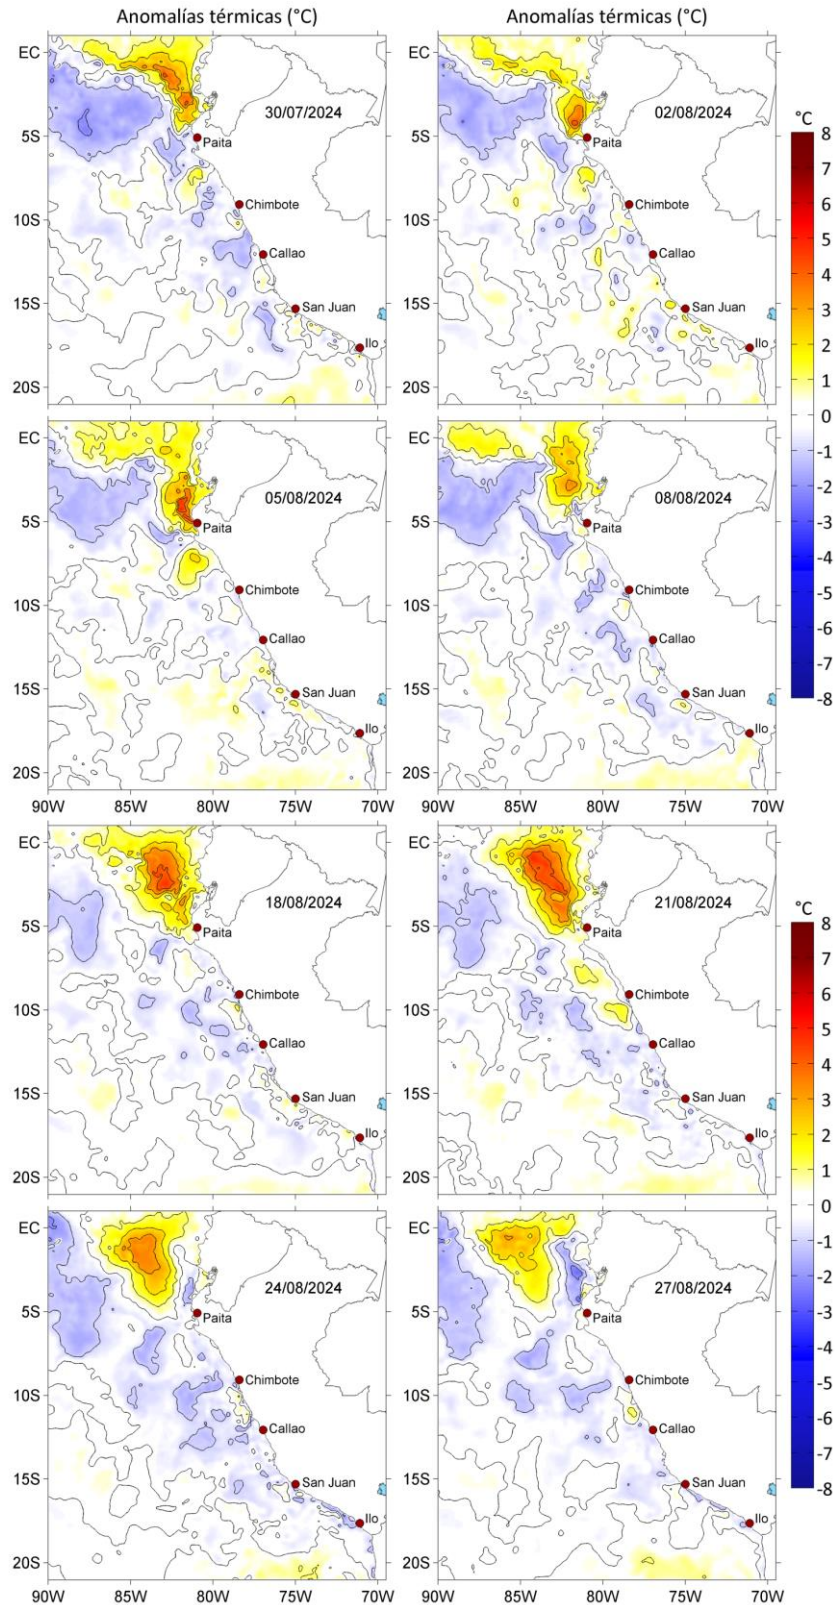 Anomalías térmicas (°C)
Anomalías térmicas (°C)
EC
5S
10S
15S
20S
30/07/2024
Paita
Chimbote
Callao
San Juan
Ilo
EC
5S
10S
15S
20S
02/08/2024
Paita
Chimbote
Callao
San Juan
Ilo
°C
8
7
6
5
4
3
2
1
0
-1
-2
-3
-4
-5
-6
-7
-8
EC
5S
10S
15S
20S
05/08/2024
Paita
Chimbote
Callao
San Juan
Ilo
90W 85W 80W 75W 70W
EC
5S
10S
15S
20S
08/08/2024
Paita
Chimbote
Callao
San Juan
Ilo
90W 85W 80W 75W 70W
EC
5S
10S
15S
20S
18/08/2024
Paita
Chimbote
Callao
San Juan
Ilo
EC
5S
10S
15S
20S
21/08/2024
Paita
Chimbote
Callao
San Juan
Ilo
°C
8
7
6
5
4
3
2
1
0
-1
-2
-3
-4
-5
-6
-7
-8
EC
5S
10S
15S
20S
24/08/2024
Paita
Chimbote
Callao
San Juan
Ilo
90W 85W 80W 75W 70W
EC
5S
10S
15S
20S
27/08/2024
Paita
Chimbote
Callao
San Juan
Ilo
90W 85W 80W 75W 70W